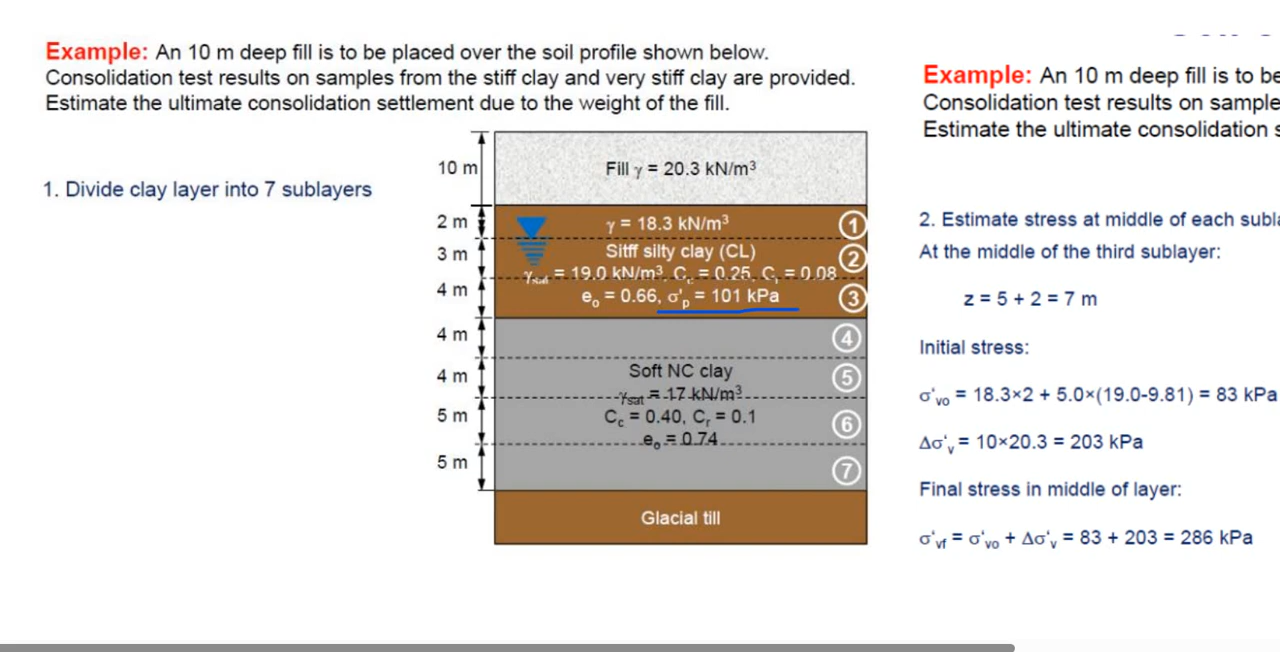 Example: An 10 m deep fill is to be placed over the soil profile shown below.
Consolidation test results on samples from the stiff clay and very stiff clay are provided.
Estimate the ultimate consolidation settlement due to the weight of the fill.
1. Divide clay layer into 7 sublayers
10 m
2 m
3 m
4 m
4 m
4 m
5 m
5 m
Fill γ = 20.3 kN/m³
γ = 18.3 kN/m³
1
Sitff silty clay (CL)
2
γsat = 19.0 kN/m³, Cc = 0.25, Cr = 0.08
eo = 0.66, σ'p = 101 kPa
3
4
Soft NC clay
5
γsat = 17 kN/m³
Cc = 0.40, Cr = 0.1
6
eo = 0.74
7
Glacial till
Example: An 10 m deep fill is to be
Consolidation test results on sample
Estimate the ultimate consolidation
2. Estimate stress at middle of each
At the middle of the third sublayer:
z = 5 + 2 = 7 m
Initial stress:
σ'vo = 18.3×2 + 5.0×(19.0-9.81) = 83 kPa
Δσ'v = 10×20.3 = 203 kPa
Final stress in middle of layer:
σ'vf = σ'vo + Δσ'v = 83 + 203 = 286 kPa